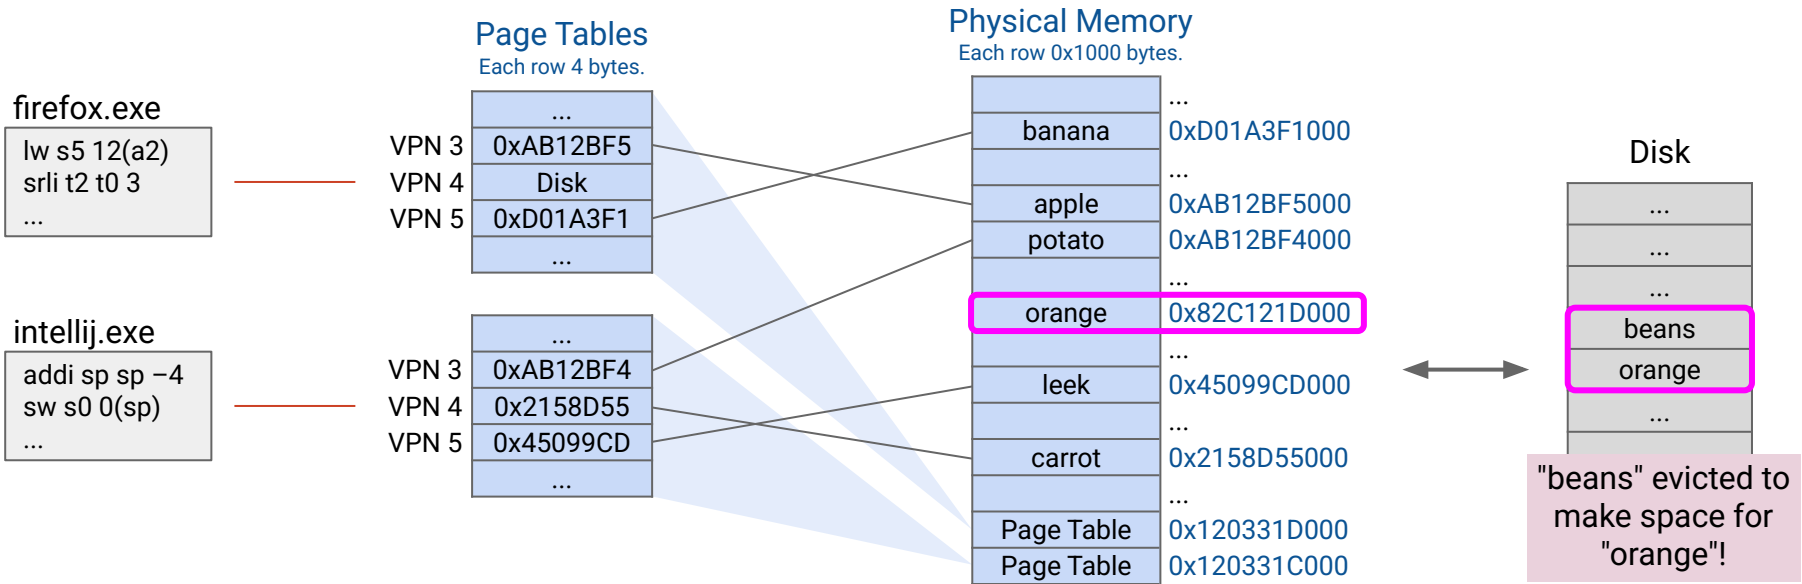 firefox.exe
lw s5 12(a2)
srli t2 t0 3
...
intellij.exe
addi sp sp –4
sw s0 0(sp)
...
Page Tables
Each row 4 bytes.
...
VPN 3 0xAB12BF5
VPN 4 Disk
VPN 5 0xD01A3F1
...
...
VPN 3 0xAB12BF4
VPN 4 0x2158D55
VPN 5 0x45099CD
...
Physical Memory
Each row 0x1000 bytes.
...
banana 0xD01A3F1000
...
apple 0xAB12BF5000
potato 0xAB12BF4000
...
orange 0x82C121D000
...
leek 0x45099CD000
...
carrot 0x2158D55000
...
Page Table 0x120331D000
Page Table 0x120331C000
Disk
...
...
...
beans
orange
...
"beans" evicted to
make space for
"orange"!